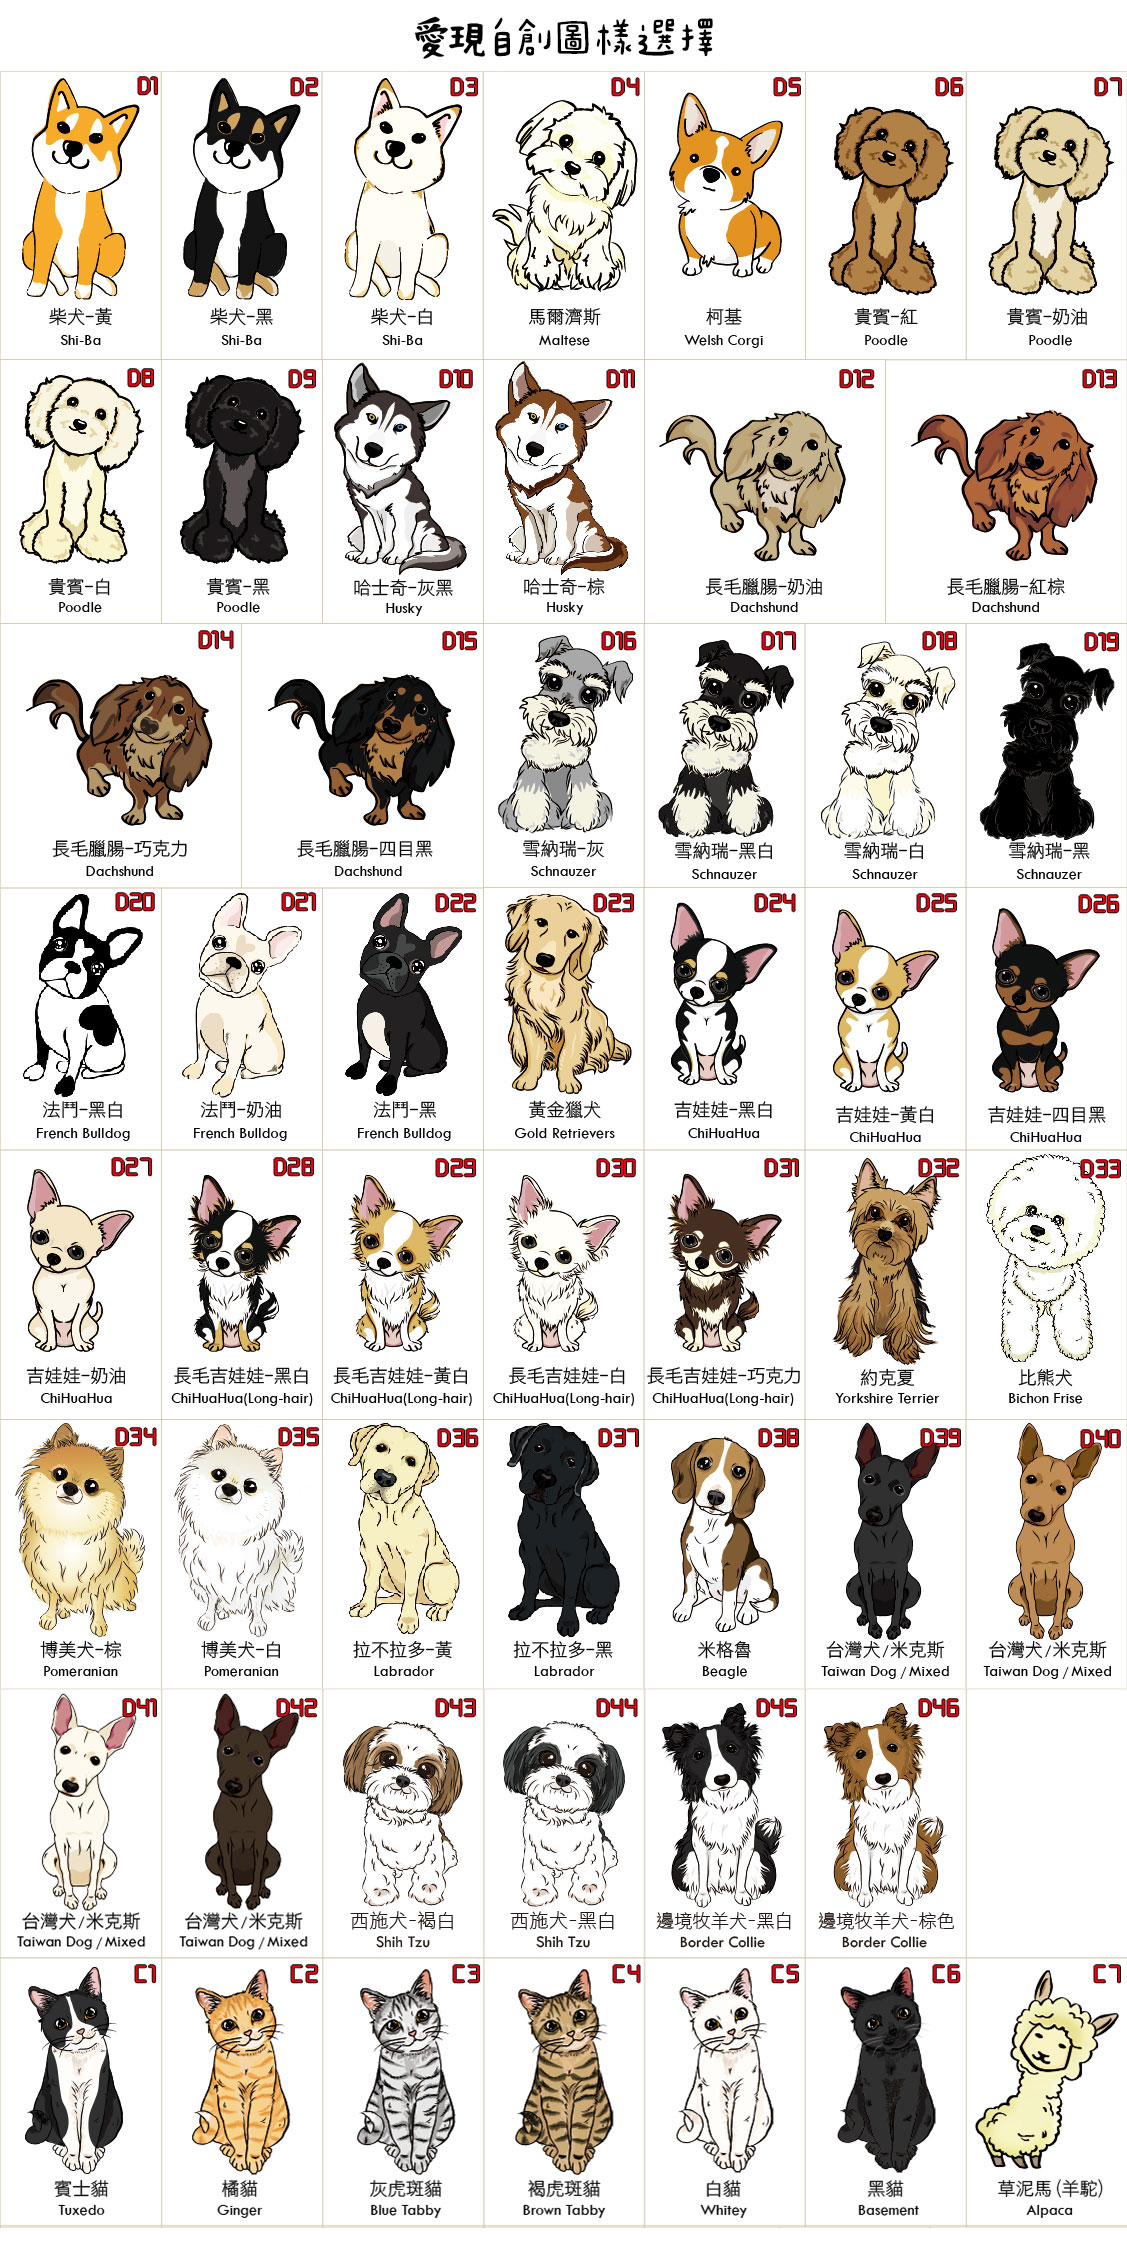 愛現自創圖樣選擇
D1
柴犬-黃
Shi-Ba
D2
柴犬-黑
Shi-Ba
D3
柴犬-白
Shi-Ba
D4
馬爾濟斯
Maltese
D5
柯基
Welsh Corgi
D6
貴賓-紅
Poodle
D7
貴賓-奶油
Poodle
D8
貴賓-白
Poodle
D9
貴賓-黑
Poodle
D10
哈士奇-灰黑
Husky
D11
哈士奇-棕
Husky
D12
長毛臘腸-奶油
Dachshund
D13
長毛臘腸-紅棕
Dachshund
D14
長毛臘腸-巧克力
Dachshund
D15
長毛臘腸-四目黑
Dachshund
D16
雪納瑞-灰
Schnauzer
D17
雪納瑞-黑白
Schnauzer
D18
雪納瑞-白
Schnauzer
D19
雪納瑞-黑
Schnauzer
D20
法鬥-黑白
French Bulldog
D21
法鬥-奶油
French Bulldog
D22
法鬥-黑
French Bulldog
D23
黃金獵犬
Gold Retrievers
D24
吉娃娃-黑白
ChiHuaHua
D25
吉娃娃-黃白
ChiHuaHua
D26
吉娃娃-四目黑
ChiHuaHua
D27
吉娃娃-奶油
ChiHuaHua
D28
長毛吉娃娃-黑白
ChiHuaHua(Long-hair)
D29
長毛吉娃娃-黃白
ChiHuaHua(Long-hair)
D30
長毛吉娃娃-白
ChiHuaHua(Long-hair)
D31
長毛吉娃娃-巧克力
ChiHuaHua(Long-hair)
D32
約克夏
Yorkshire Terrier
D33
比熊犬
Bichon Frise
D34
博美犬-棕
Pomeranian
D35
博美犬-白
Pomeranian
D36
拉不拉多-黃
Labrador
D37
拉不拉多-黑
Labrador
D38
米格魯
Beagle
D39
台灣犬/米克斯
Taiwan Dog / Mixed
D40
台灣犬/米克斯
Taiwan Dog / Mixed
D41
台灣犬/米克斯
Taiwan Dog / Mixed
D42
台灣犬/米克斯
Taiwan Dog / Mixed
D43
西施犬-褐白
Shih Tzu
D44
西施犬-黑白
Shih Tzu
D45
邊境牧羊犬-黑白
Border Collie
D46
邊境牧羊犬-棕色
Border Collie
C1
賓士貓
Tuxedo
C2
橘貓
Ginger
C3
灰虎斑貓
Blue Tabby
C4
褐虎斑貓
Brown Tabby
C5
白貓
Whitey
C6
黑貓
Basement
C7
草泥馬(羊駝)
Alpaca